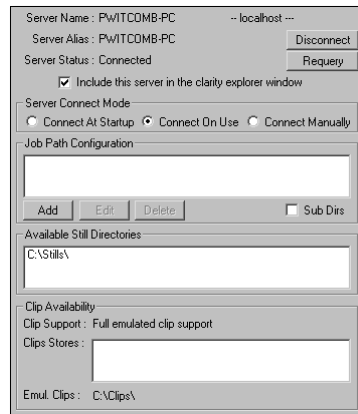 Server Name : PWITCOMB-PC -- localhost ---
Server Alias : PWITCOMB-PC Disconnect
Server Status : Connected Requery
Include this server in the clarity explorer window
Server Connect Mode
Connect At Startup Connect On Use Connect Manually
Job Path Configuration
Add Edit Delete Sub Dirs
Available Still Directories
C:\Stills\
Clip Availability
Clip Support : Full emulated clip support
Clips Stores :
Emul. Clips : C:\Clips\